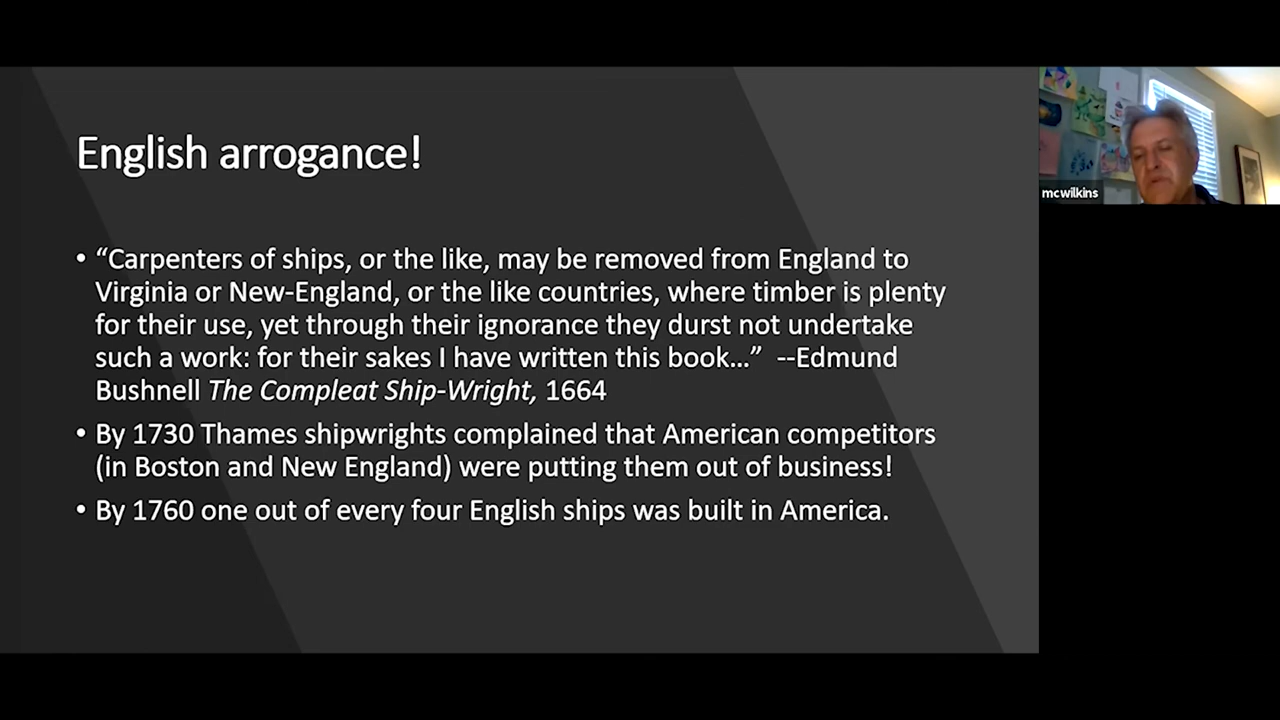 English arrogance!
• “Carpenters of ships, or the like, may be removed from England to
Virginia or New-England, or the like countries, where timber is plenty
for their use, yet through their ignorance they durst not undertake
such a work: for their sakes I have written this book…” --Edmund
Bushnell The Compleat Ship-Wright, 1664
• By 1730 Thames shipwrights complained that American competitors
(in Boston and New England) were putting them out of business!
• By 1760 one out of every four English ships was built in America.
mcwilkins